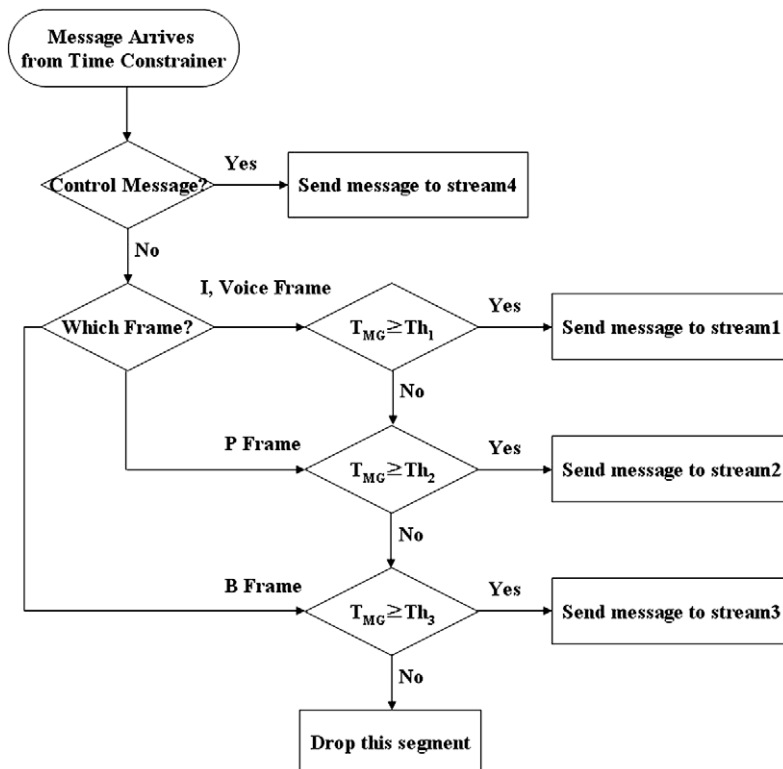 Message Arrives
from Time Constrainer
Control Message?
Yes
Send message to stream4
No
I, Voice Frame
Which Frame?
T_MG≥Th_1
Yes
Send message to stream1
No
P Frame
T_MG≥Th_2
Yes
Send message to stream2
No
B Frame
T_MG≥Th_3
Yes
Send message to stream3
No
Drop this segment